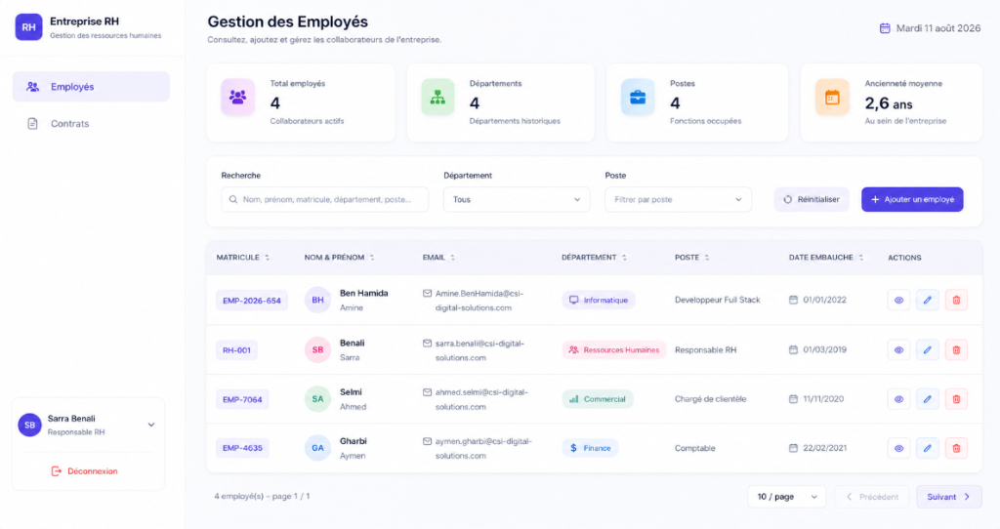 RH
Entreprise RH
Gestion des ressources humaines
Employés
Contrats
SB
Sarra Benali
Responsable RH
Déconnexion
Gestion des Employés
Consultez, ajoutez et gérez les collaborateurs de l'entreprise.
Mardi 11 août 2026
Total employés
4
Collaborateurs actifs
Départements
4
Départements historiques
Postes
4
Fonctions occupées
Ancienneté moyenne
2,6 ans
Au sein de l'entreprise
Recherche
Nom, prénom, matricule, département, poste...
Département
Tous
Poste
Filtrer par poste
Réinitialiser
+ Ajouter un employé
MATRICULE NOM & PRÉNOM EMAIL DÉPARTEMENT POSTE DATE EMBAUCHE ACTIONS
EMP-2026-654
BH
Ben Hamida
Amine
Amine.BenHamida@csi-
digital-solutions.com
Informatique
Developpeur Full Stack
01/01/2022
RH-001
SB
Benali
Sarra
sarra.benali@csi-digital-
solutions.com
Ressources Humaines
Responsable RH
01/03/2019
EMP-7064
SA
Selmi
Ahmed
ahmed.selmi@csi-digital-
solutions.com
Commercial
Chargé de clientèle
11/11/2020
EMP-4635
GA
Gharbi
Aymen
aymen.gharbi@csi-digital-
solutions.com
$ Finance
Comptable
22/02/2021
4 employé(s) – page 1 / 1
10 / page
Précédent
Suivant